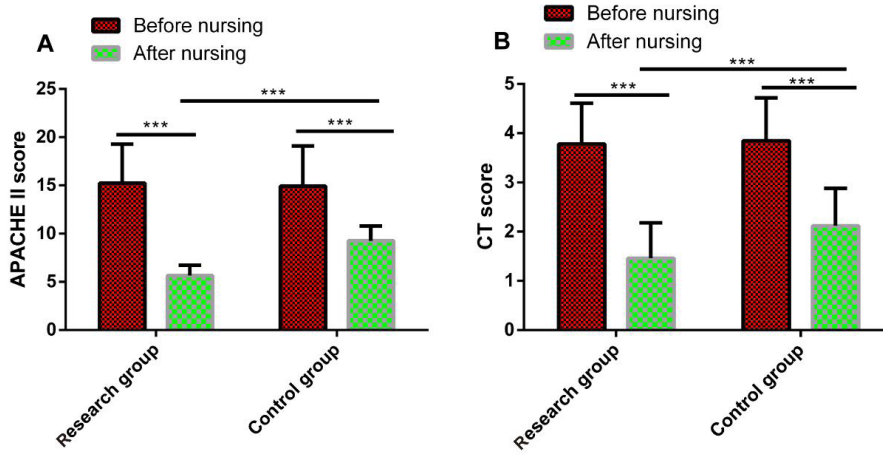 A
Before nursing
After nursing
***
***
***
25
20
15
10
5
0
APACHE II score
Research group
Control group
B
Before nursing
After nursing
***
***
***
5
4
3
2
1
0
CT score
Research group
Control group